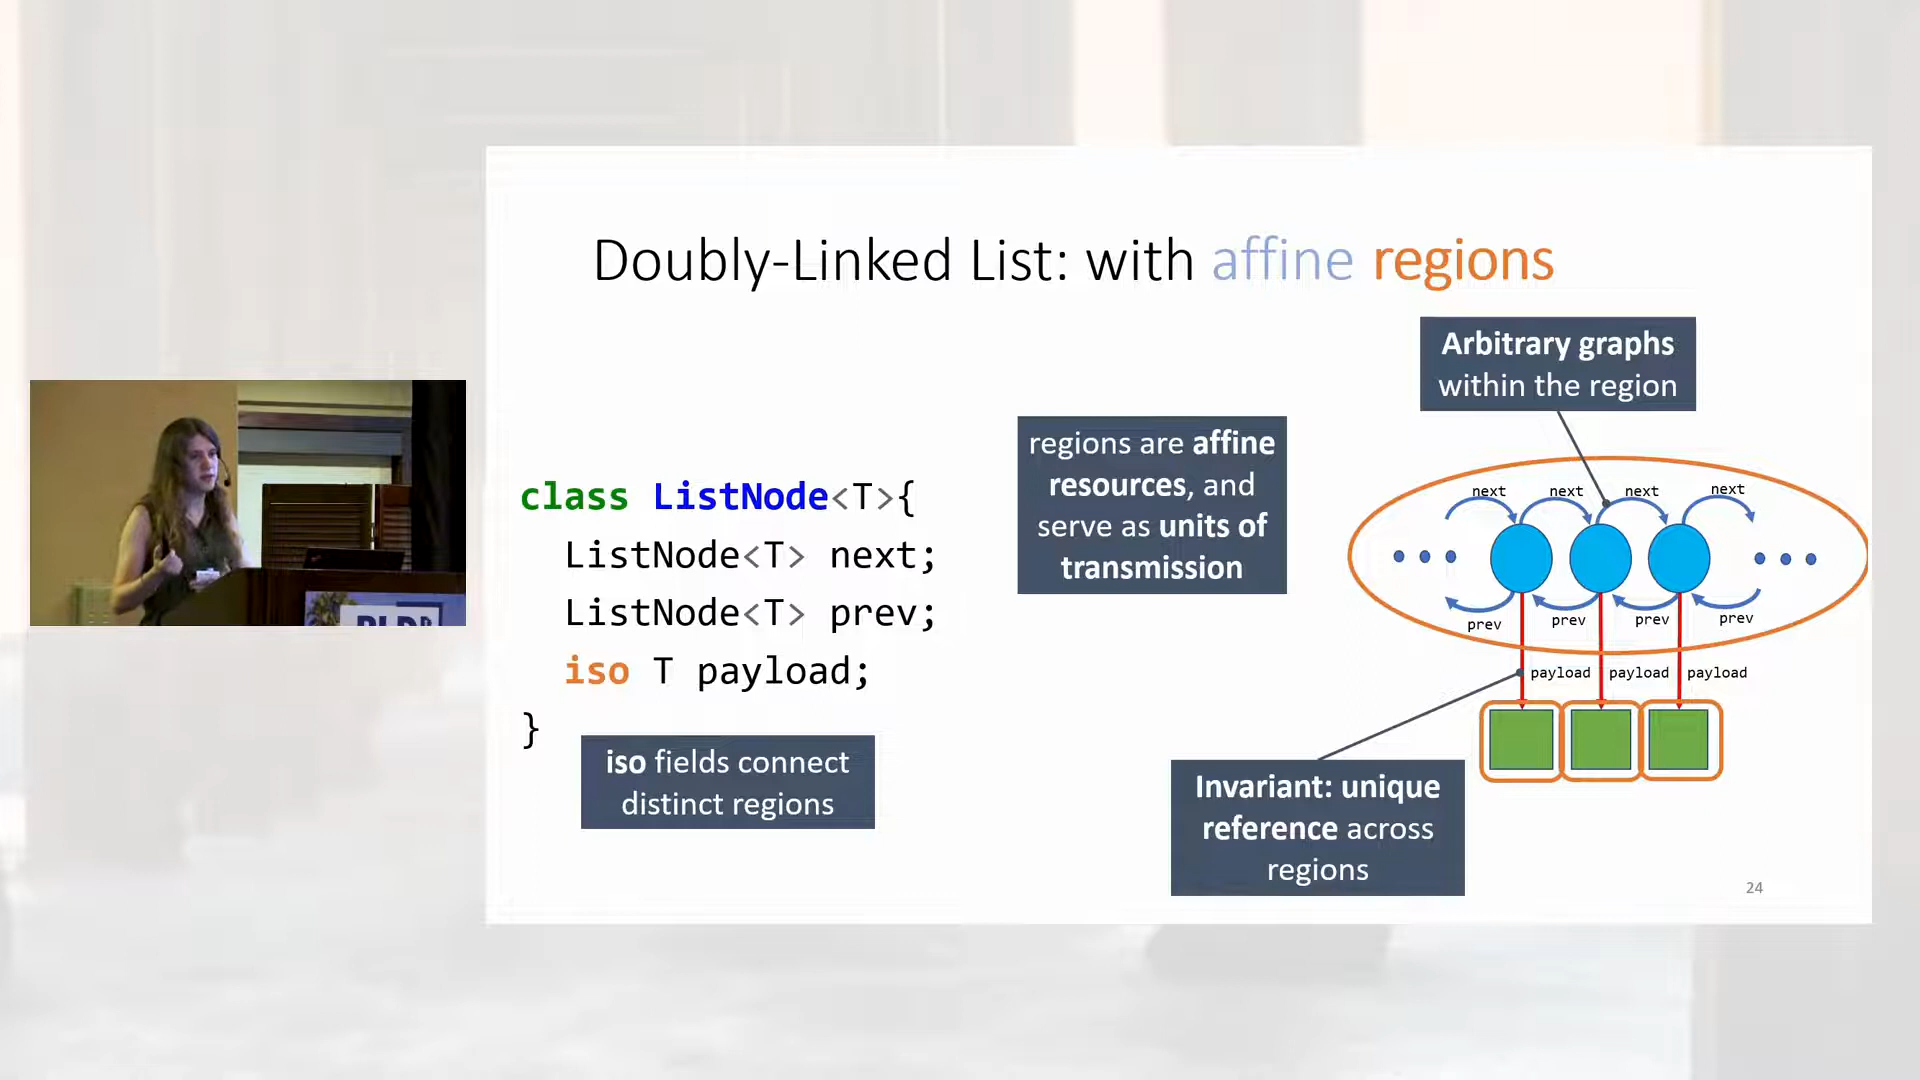 Doubly-Linked List: with affine regions
Arbitrary graphs
within the region
regions are affine
resources, and
serve as units of
transmission
class ListNode<T>{
ListNode<T> next;
ListNode<T> prev;
iso T payload;
}
iso fields connect
distinct regions
next
next
next
next
prev
prev
prev
prev
payload
payload
payload
Invariant: unique
reference across
regions
24